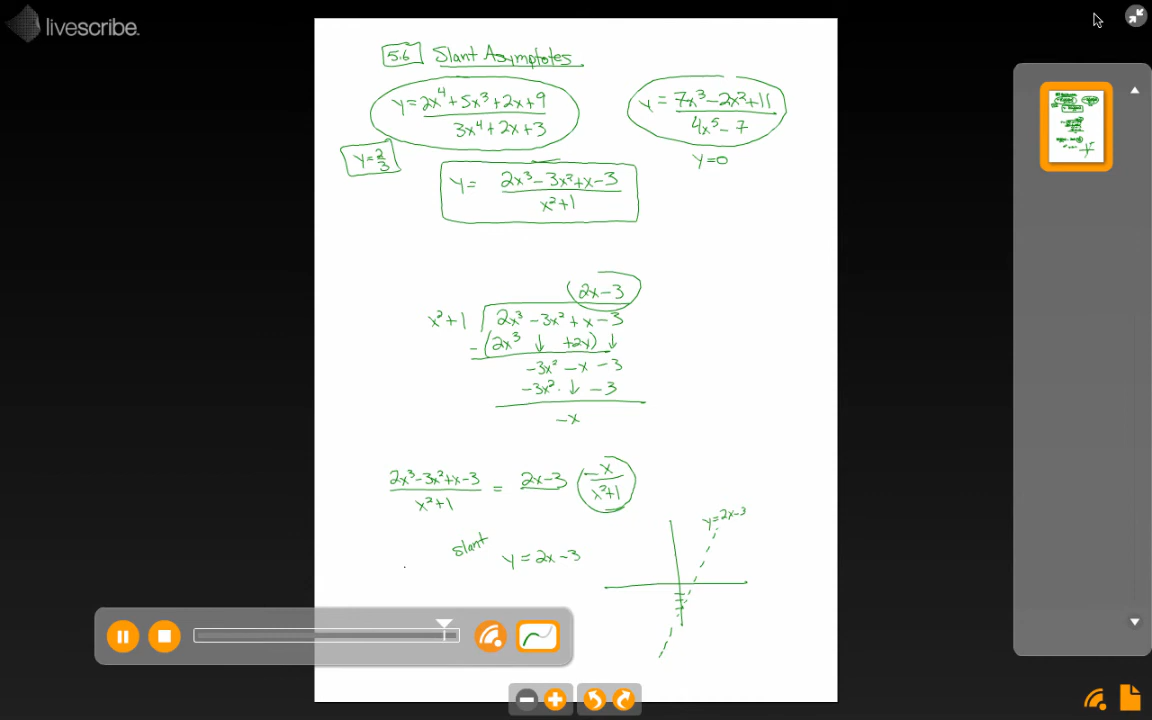 livescribe.
5.6 Slant Asymptotes
y = 2x⁴ + 5x³ + 2x + 9 / 3x⁴ + 2x + 3
y = 7x³ - 2x² + 11 / 4x⁵ - 7
y = 2/3
y = 0
y = 2x³ - 3x² + x - 3 / x² + 1
2x - 3
x² + 1 2x³ - 3x² + x - 3
- (2x³ ↓ + 2x) ↓
-3x² - x - 3
-3x² ↓ - 3
-x
2x³ - 3x² + x - 3 / x² + 1 = 2x - 3 - x / x² + 1
y = 2x - 3
slant y = 2x - 3